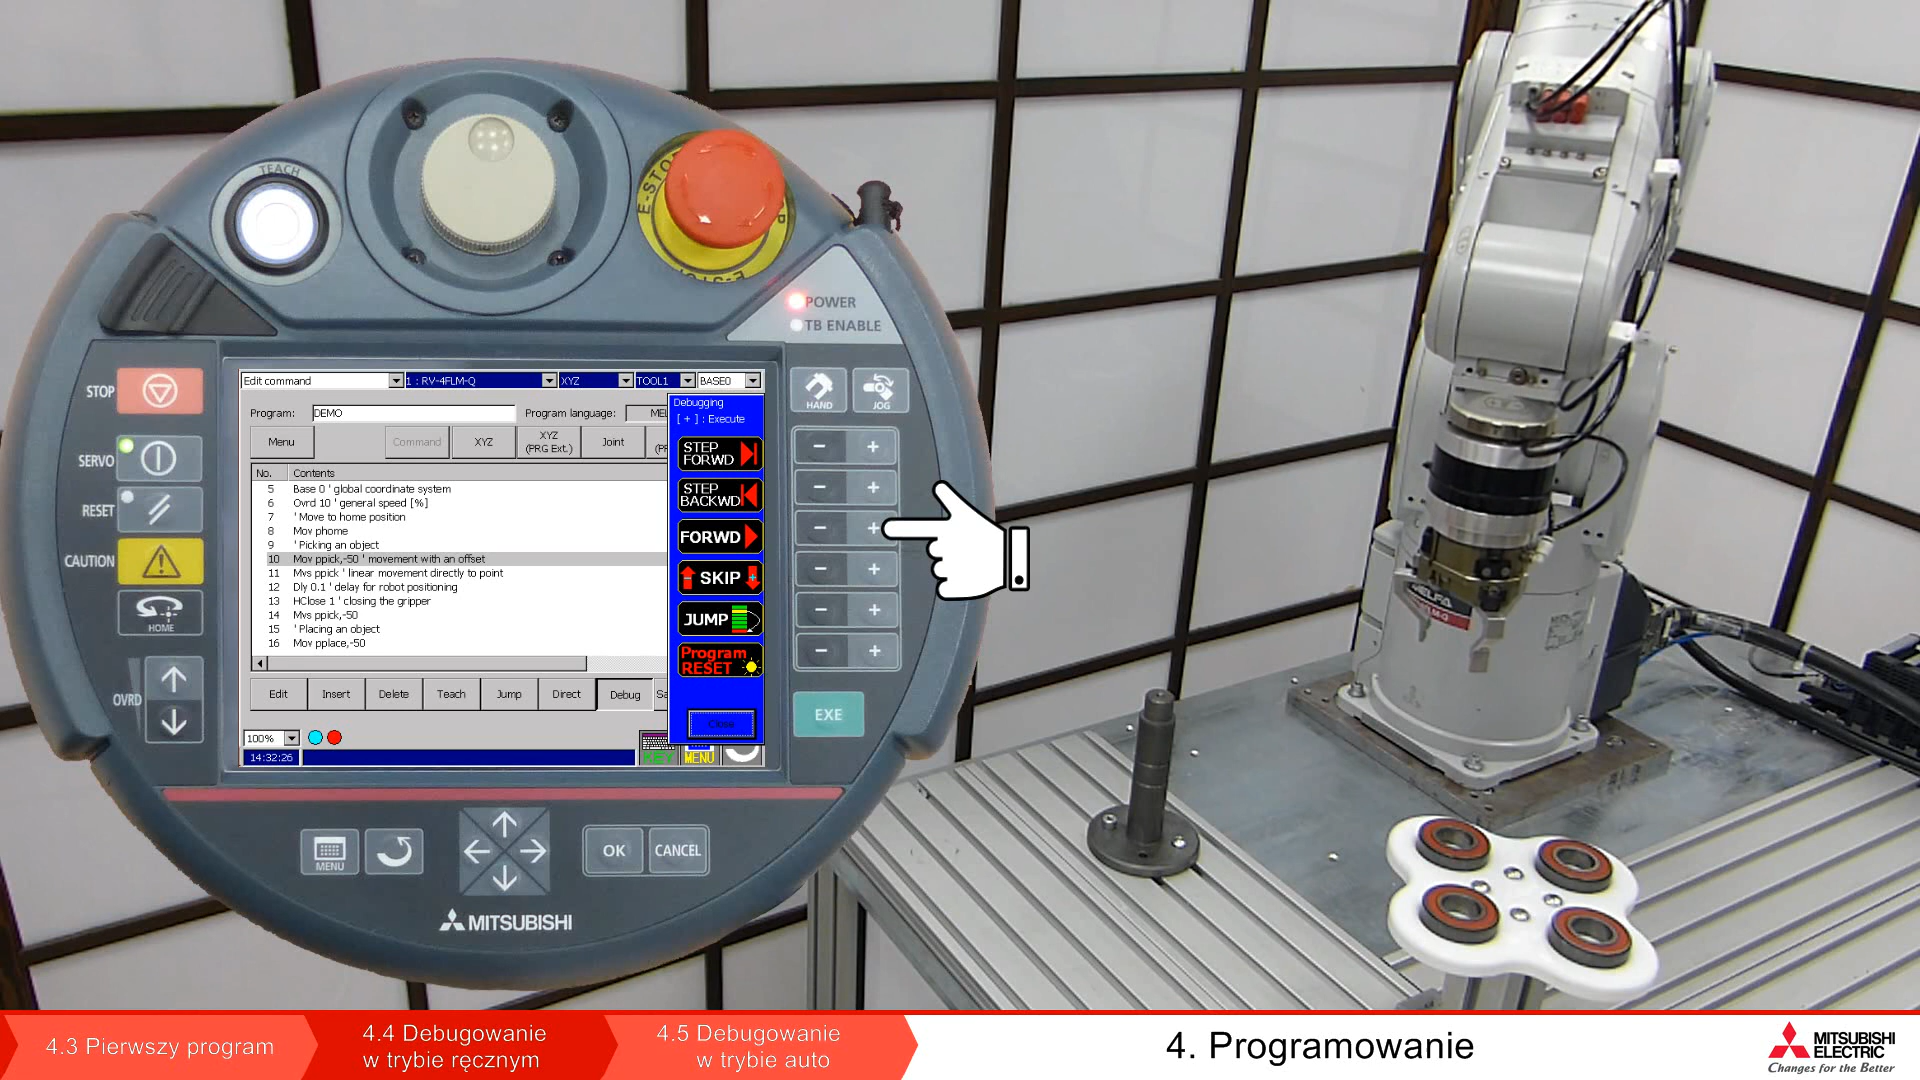 TEACH
E-STOP
E-STOP
POWER
TB ENABLE
STOP
SERVO
RESET
CAUTION
HOME
OVRD
HAND
JOG
Edit command
1 : RV-4FLM-Q
XYZ
TOOL1
BASE0
Program:
DEMO
Program language:
MEL
Menu
Command
XYZ
XYZ
(PRG Ext.)
Joint
No. Contents
5 Base 0 ' global coordinate system
6 Ovrd 10 ' general speed [%]
7 ' Move to home position
8 Mov phome
9 ' Picking an object
10 Mov ppick,-50 ' movement with an offset
11 Mvs ppick ' linear movement directly to point
12 Dly 0.1 ' delay for robot positioning
13 HClose 1 ' closing the gripper
14 Mvs ppick,-50
15 ' Placing an object
16 Mov pplace,-50
Edit
Insert
Delete
Teach
Jump
Direct
Debug
Sa
100%
14:32:26
KEY
MENU
Debugging
[ + ] : Execute
STEP
FORWD
STEP
BACKWD
FORWD
SKIP
JUMP
Program
RESET
Close
− +
− +
− +
− +
− +
− +
EXE
MENU
OK
CANCEL
MITSUBISHI
MELFA
4.3 Pierwszy program
4.4 Debugowanie
w trybie ręcznym
4.5 Debugowanie
w trybie auto
4. Programowanie
MITSUBISHI
ELECTRIC
Changes for the Better